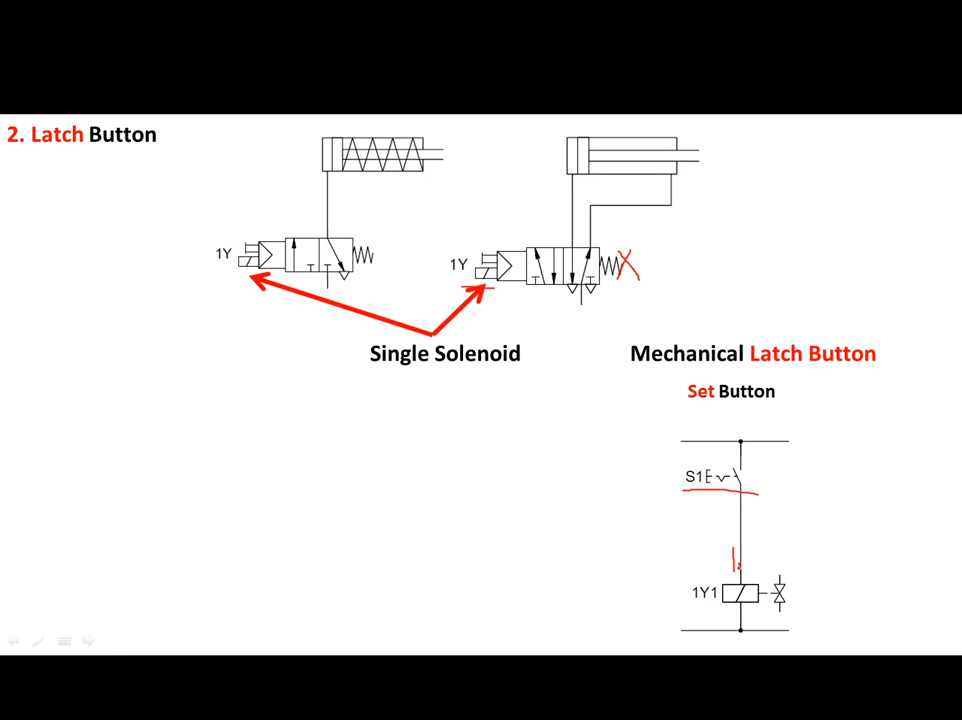 2. Latch Button
1Y
1Y
Single Solenoid
Mechanical Latch Button
Set Button
S1
1Y1